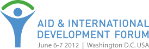 AID & INTERNATIONAL
DEVELOPMENT FORUM
June 6-7 2012 | Washington D.C. USA